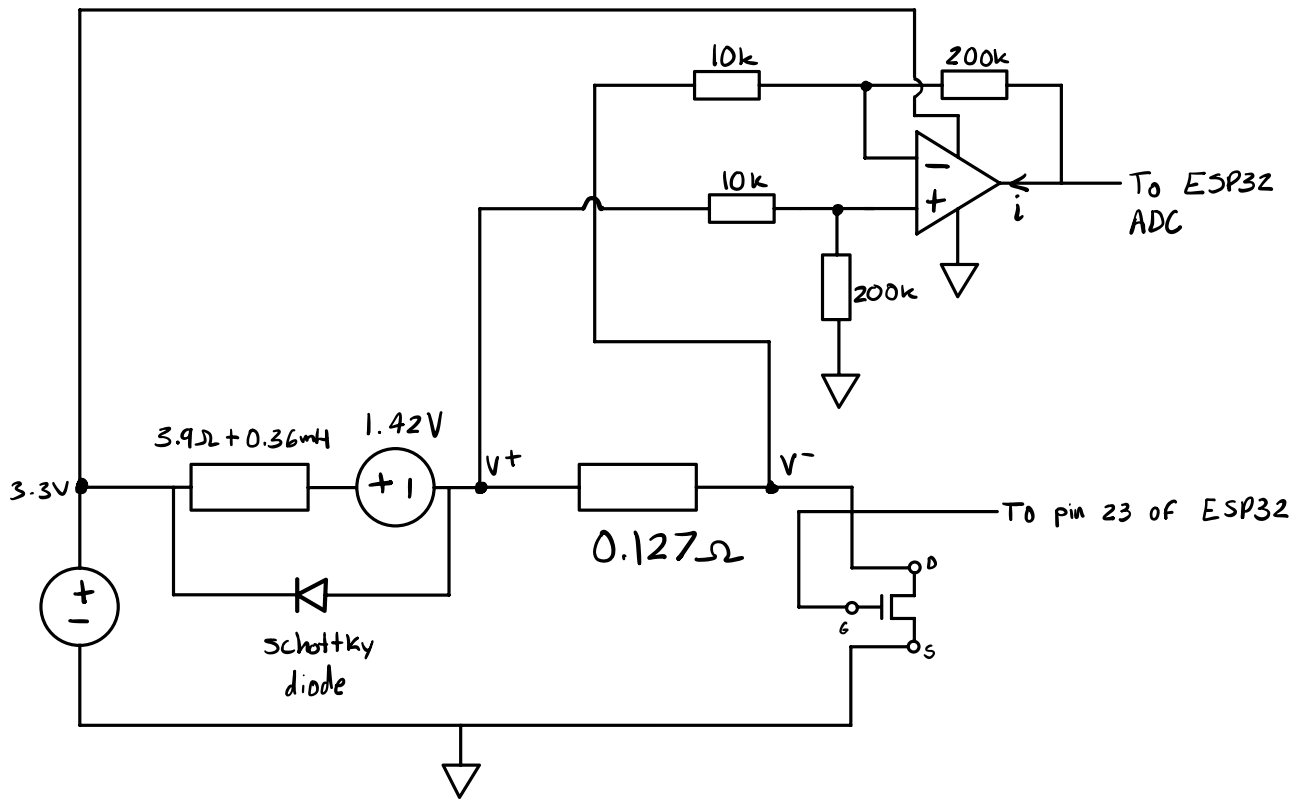 10k
200k
10k
To ESP32
ADC
i
200k
3.9Ω + 0.36mH
1.42V
V+
V-
3.3V
To pin 23 of ESP32
0.127Ω
D
G
S
schottky
diode